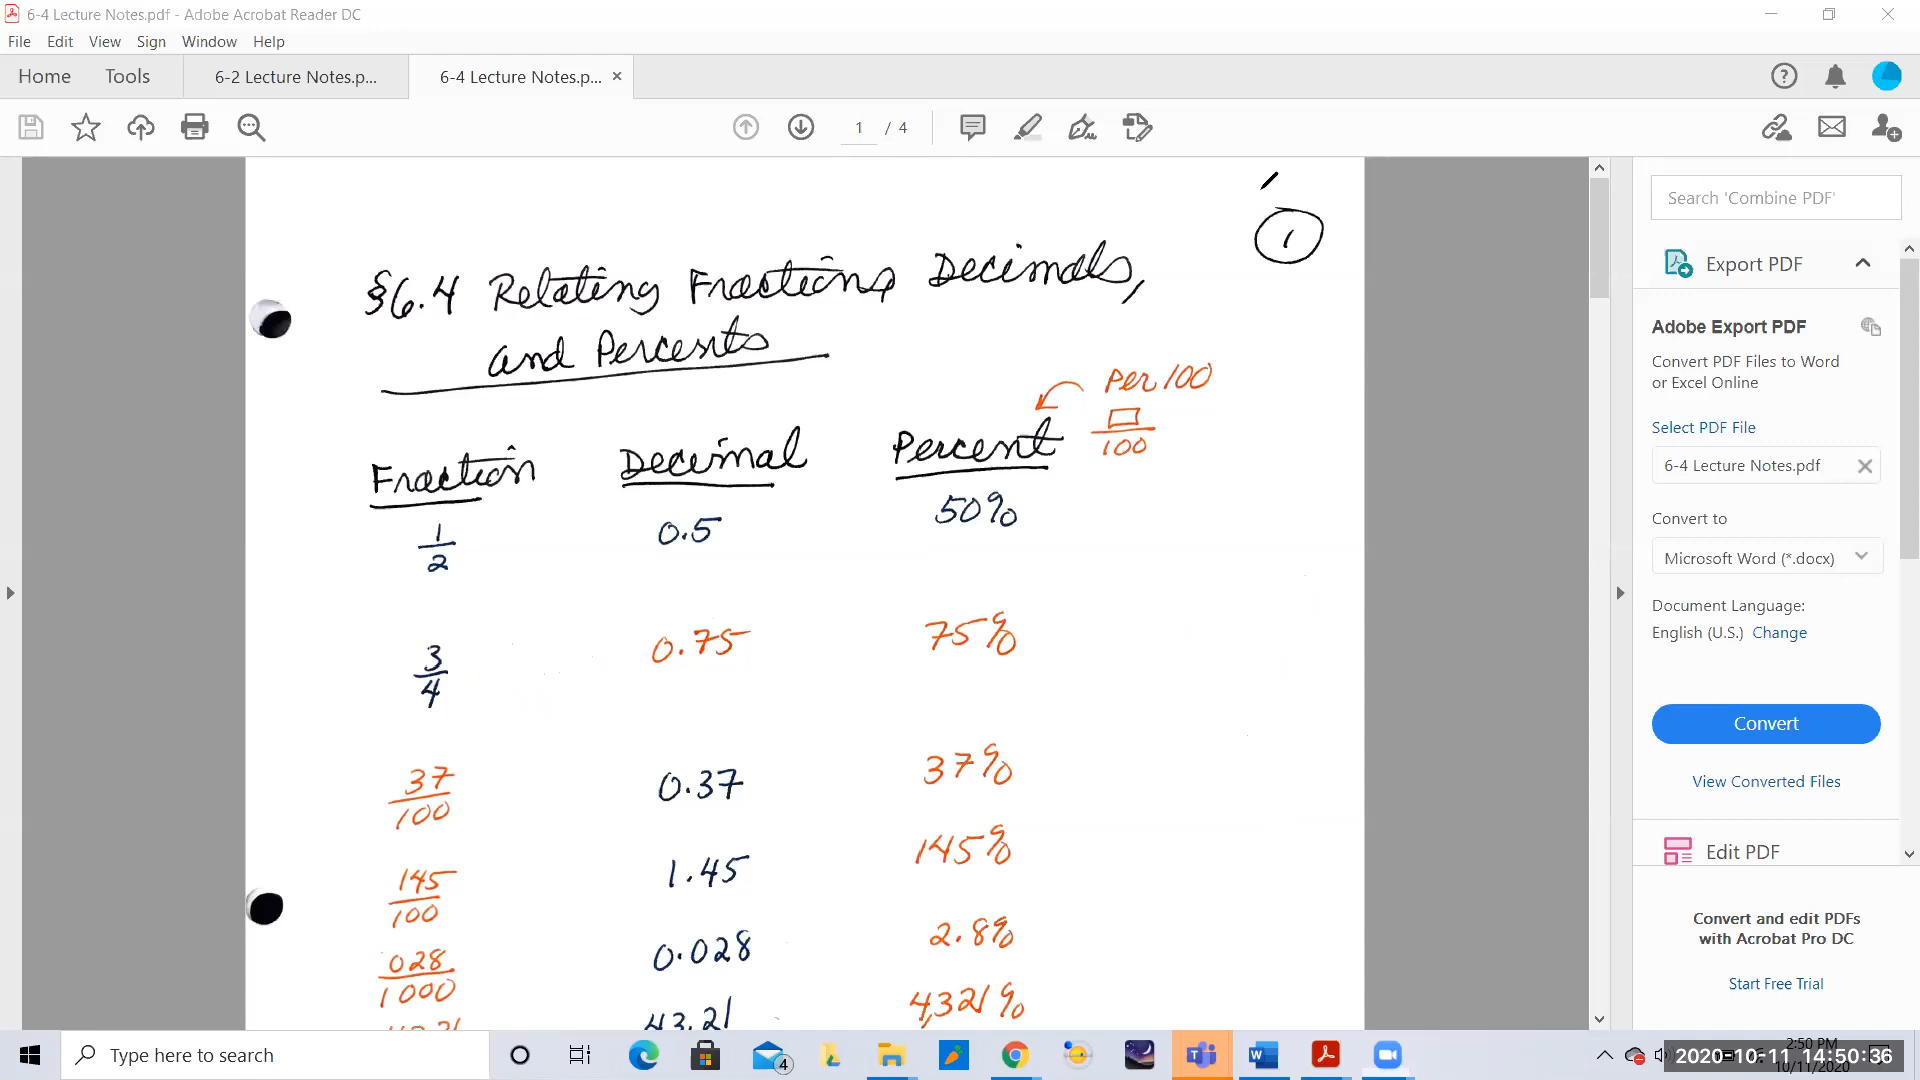 6-4 Lecture Notes.pdf - Adobe Acrobat Reader DC
File Edit View Sign Window Help
Home Tools 6-2 Lecture Notes.p... 6-4 Lecture Notes.p... ×
1 / 4
1
§6.4 Relating Fractions, Decimals,
and Percents
Per 100
□/100
Fraction Decimal Percent
1/2 0.5 50%
3/4 0.75 75%
37/100 0.37 37%
145/100 1.45 145%
028/1000 0.028 2.8%
43.21 4,321%
Search 'Combine PDF'
Export PDF
Adobe Export PDF
Convert PDF Files to Word
or Excel Online
Select PDF File
6-4 Lecture Notes.pdf
Convert to
Microsoft Word (*.docx)
Document Language:
English (U.S.) Change
Convert
View Converted Files
Edit PDF
Convert and edit PDFs
with Acrobat Pro DC
Start Free Trial
Type here to search
4
2:50 PM
2020-10-11 14:50:36
10/11/2020